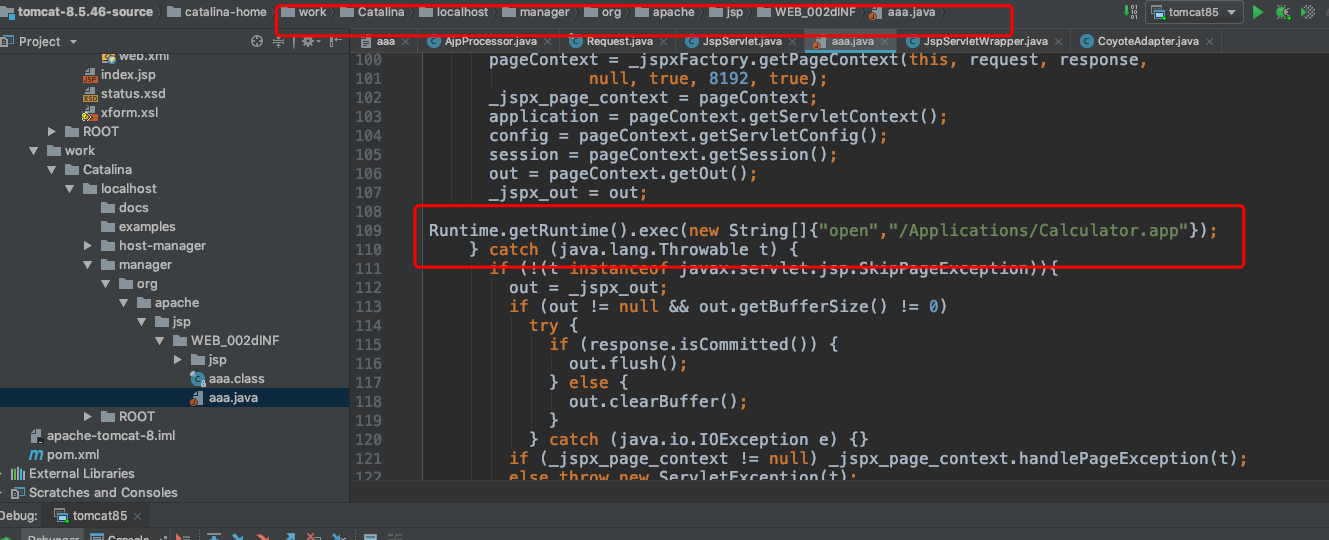 tomcat-8.5.46-source catalina-home work Catalina localhost manager org apache jsp WEB_002dINF aaa.java tomcat85
Project aaa AjpProcessor.java Request.java JspServlet.java aaa.java JspServletWrapper.java CoyoteAdapter.java
web.xml
index.jsp
status.xsd
xform.xsl
ROOT
work
Catalina
localhost
docs
examples
host-manager
manager
org
apache
jsp
WEB_002dINF
jsp
aaa.class
aaa.java
ROOT
apache-tomcat-8.iml
pom.xml
External Libraries
Scratches and Consoles
100 pageContext = _jspxFactory.getPageContext(this, request, response,
101 null, true, 8192, true);
102 _jspx_page_context = pageContext;
103 application = pageContext.getServletContext();
104 config = pageContext.getServletConfig();
105 session = pageContext.getSession();
106 out = pageContext.getOut();
107 _jspx_out = out;
108
109 Runtime.getRuntime().exec(new String[]{"open","/Applications/Calculator.app"});
110 } catch (java.lang.Throwable t) {
111 if (!(t instanceof javax.servlet.jsp.SkipPageException)){
112 out = _jspx_out;
113 if (out != null && out.getBufferSize() != 0)
114 try {
115 if (response.isCommitted()) {
116 out.flush();
117 } else {
118 out.clearBuffer();
119 }
120 } catch (java.io.IOException e) {}
121 if (_jspx_page_context != null) _jspx_page_context.handlePageException(t);
122 else throw new ServletException(t);
Debug: tomcat85
Debugger Console